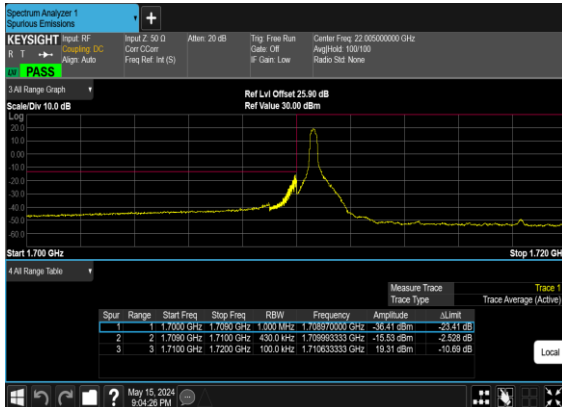 Spectrum Analyzer 1
Spurious Emissions
KEYSIGHT Input: RF Input Z: 50 Ω Atten: 20 dB Trig: Free Run Center Freq: 22.005000000 GHz
R T Coupling: DC Corr CCorr Gate: Off Avg|Hold: 100/100
Align: Auto Freq Ref: Int (S) IF Gain: Low Radio Std: None
PASS
3 All Range Graph
Ref Lvl Offset 25.90 dB
Scale/Div 10.0 dB Ref Value 30.00 dBm
Log
20.0
10.0
0.00
-10.0
-20.0
-30.0
-40.0
-50.0
-60.0
Start 1.700 GHz Stop 1.720 GH
4 All Range Table
Measure Trace Trace 1
Trace Type Trace Average (Active)
Spur Range Start Freq Stop Freq RBW Frequency Amplitude ΔLimit
1 1 1.7000 GHz 1.7090 GHz 1.000 MHz 1.708970000 GHz -36.41 dBm -23.41 dB
2 2 1.7090 GHz 1.7100 GHz 430.0 kHz 1.709993333 GHz -15.53 dBm -2.528 dB
3 3 1.7100 GHz 1.7200 GHz 100.0 kHz 1.710633333 GHz 19.31 dBm -10.69 dB
Local
? May 15, 2024
9:04:26 PM